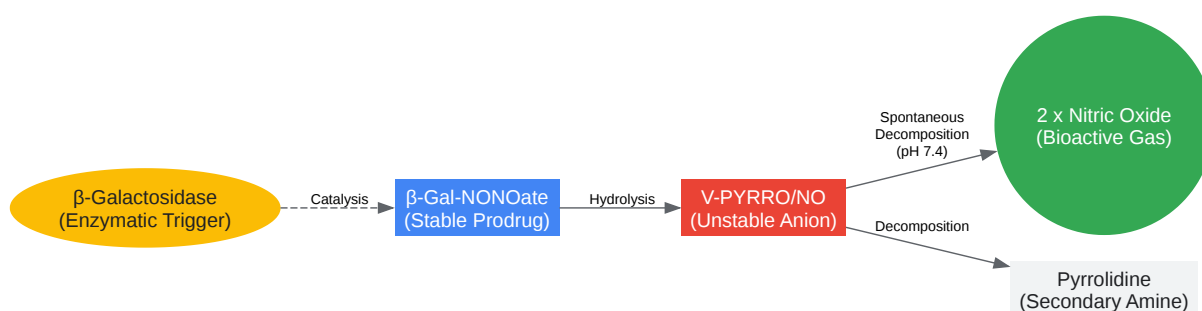 β-Galactosidase
(Enzymatic Trigger)
Catalysis
β-Gal-NONOate
(Stable Prodrug)
Hydrolysis
V-PYRRO/NO
(Unstable Anion)
Spontaneous
Decomposition
(pH 7.4)
2 x Nitric Oxide
(Bioactive Gas)
Decomposition
Pyrrolidine
(Secondary Amine)